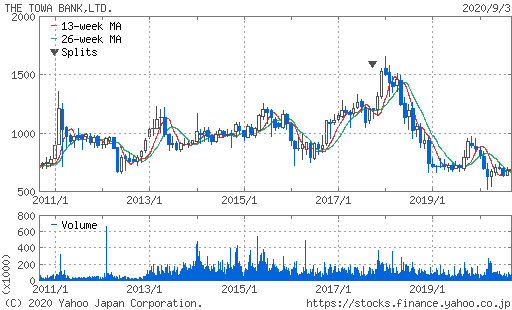 THE TOWA BANK,LTD. 2020/9/3
2000
13-week MA
26-week MA
Splits
1500
1000
500
2011/1 2013/1 2015/1 2017/1 2019/1
800
Volume
600
400
200
0
(x1000)
2011/1 2013/1 2015/1 2017/1 2019/1
(C) 2020 Yahoo Japan Corporation. https://stocks.finance.yahoo.co.jp